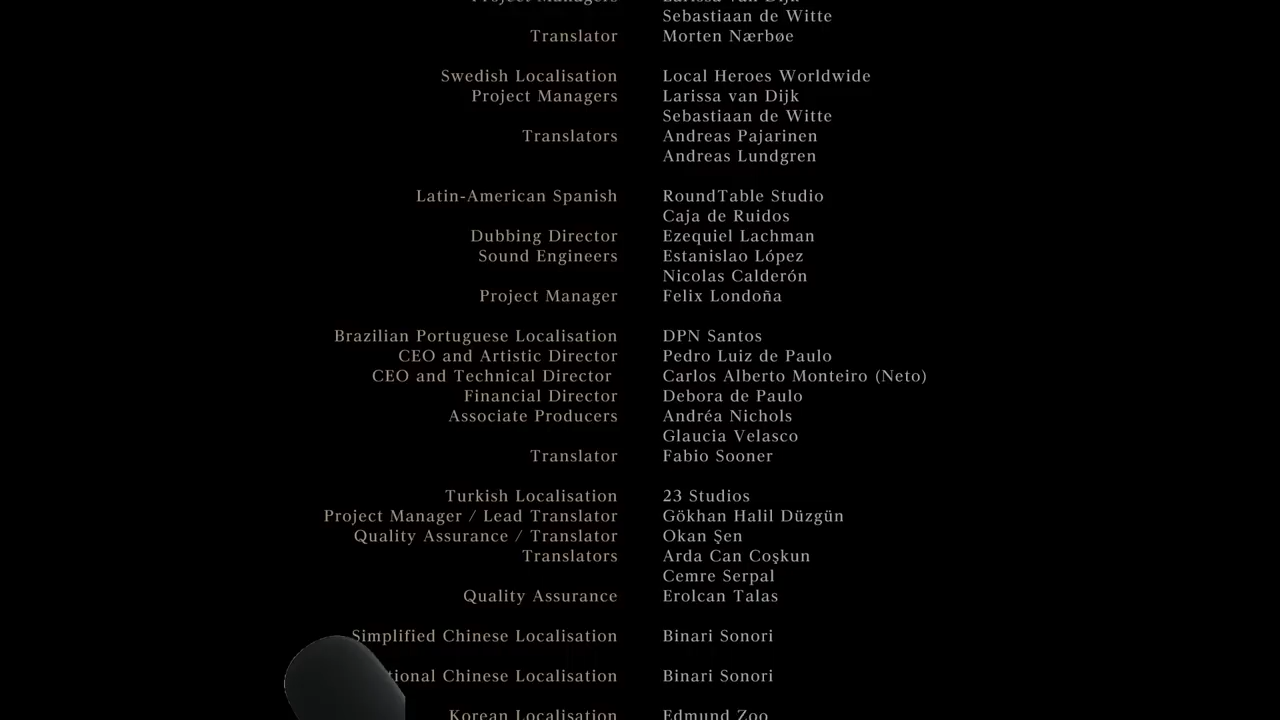 Project Managers Larissa van Dijk
Sebastiaan de Witte
Translator Morten Nærbøe
Swedish Localisation Local Heroes Worldwide
Project Managers Larissa van Dijk
Sebastiaan de Witte
Translators Andreas Pajarinen
Andreas Lundgren
Latin-American Spanish RoundTable Studio
Caja de Ruidos
Dubbing Director Ezequiel Lachman
Sound Engineers Estanislao López
Nicolas Calderón
Project Manager Felix Londoña
Brazilian Portuguese Localisation DPN Santos
CEO and Artistic Director Pedro Luiz de Paulo
CEO and Technical Director Carlos Alberto Monteiro (Neto)
Financial Director Debora de Paulo
Associate Producers Andréa Nichols
Glaucia Velasco
Translator Fabio Sooner
Turkish Localisation 23 Studios
Project Manager / Lead Translator Gökhan Halil Düzgün
Quality Assurance / Translator Okan Şen
Translators Arda Can Coşkun
Cemre Serpal
Quality Assurance Erolcan Talas
Simplified Chinese Localisation Binari Sonori
Chinese Localisation Binari Sonori
Korean Localisation Edmund Zoo